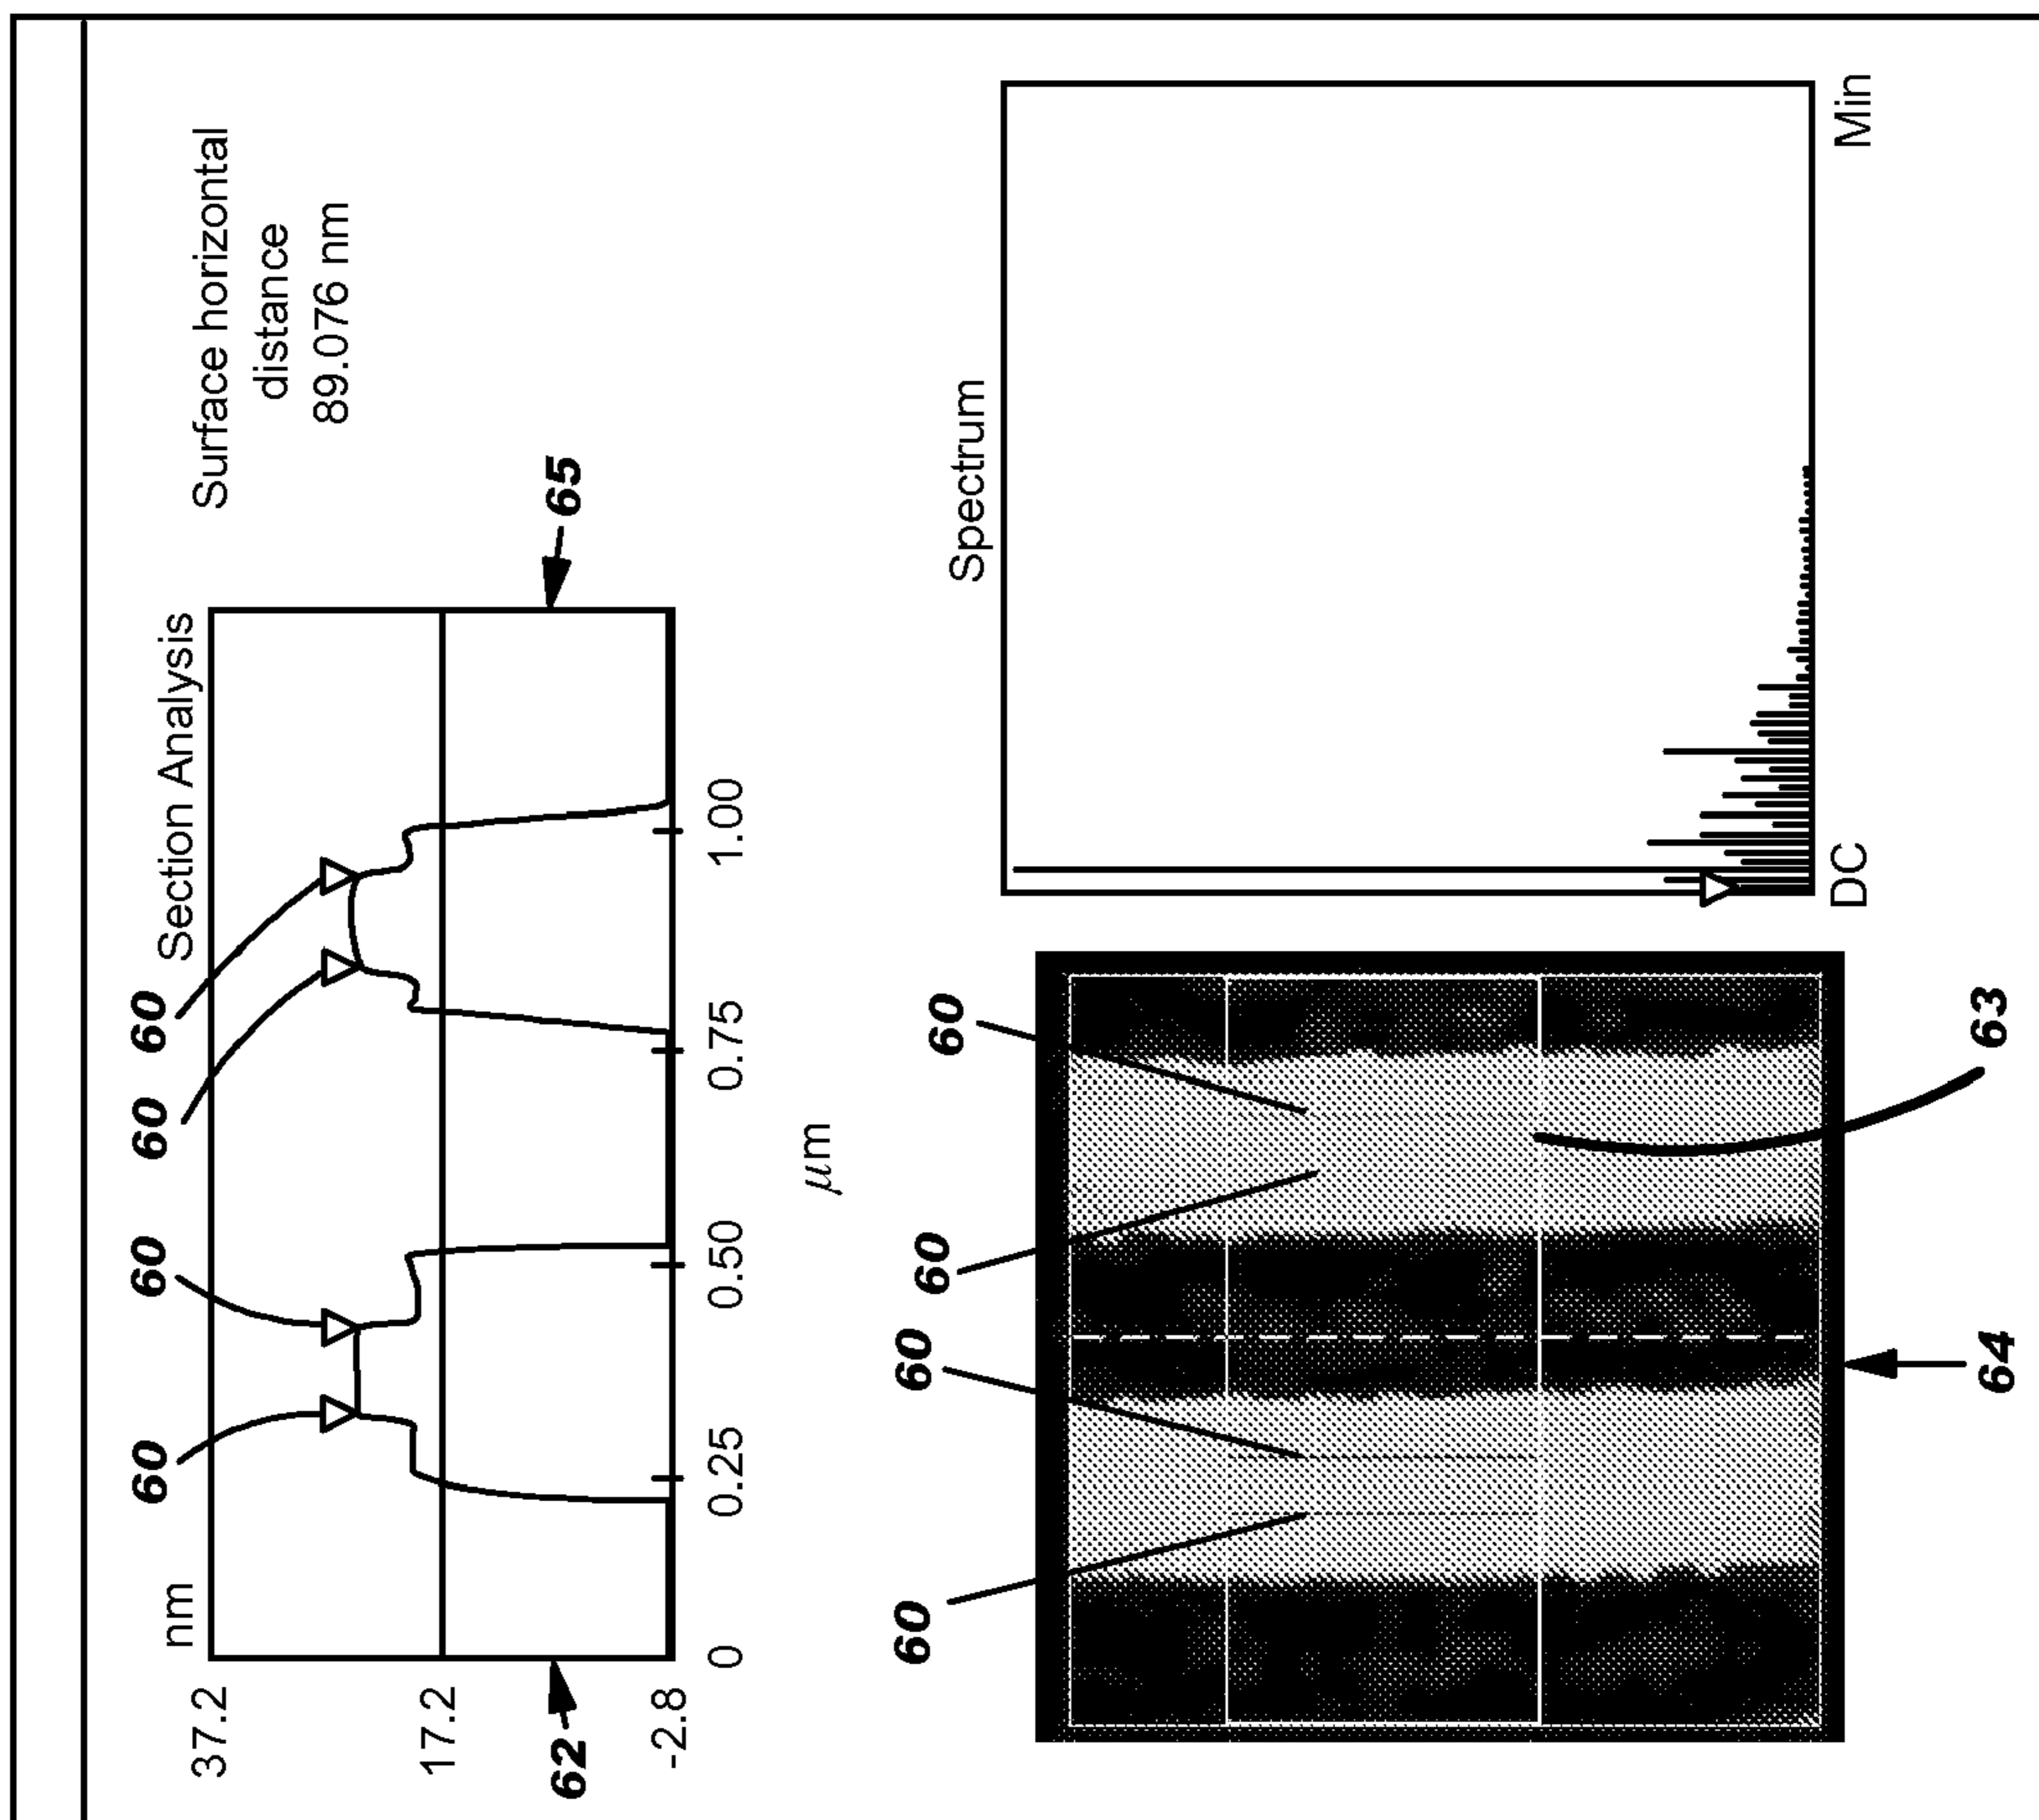 Section Analysis
nm
37.2
17.2
-2.8
0
0.25
0.50
0.75
1.00
μm
60
60
60
60
62
65
Surface horizontal
distance
89.076 nm
60
60
60
60
63
64
Spectrum
DC
Min